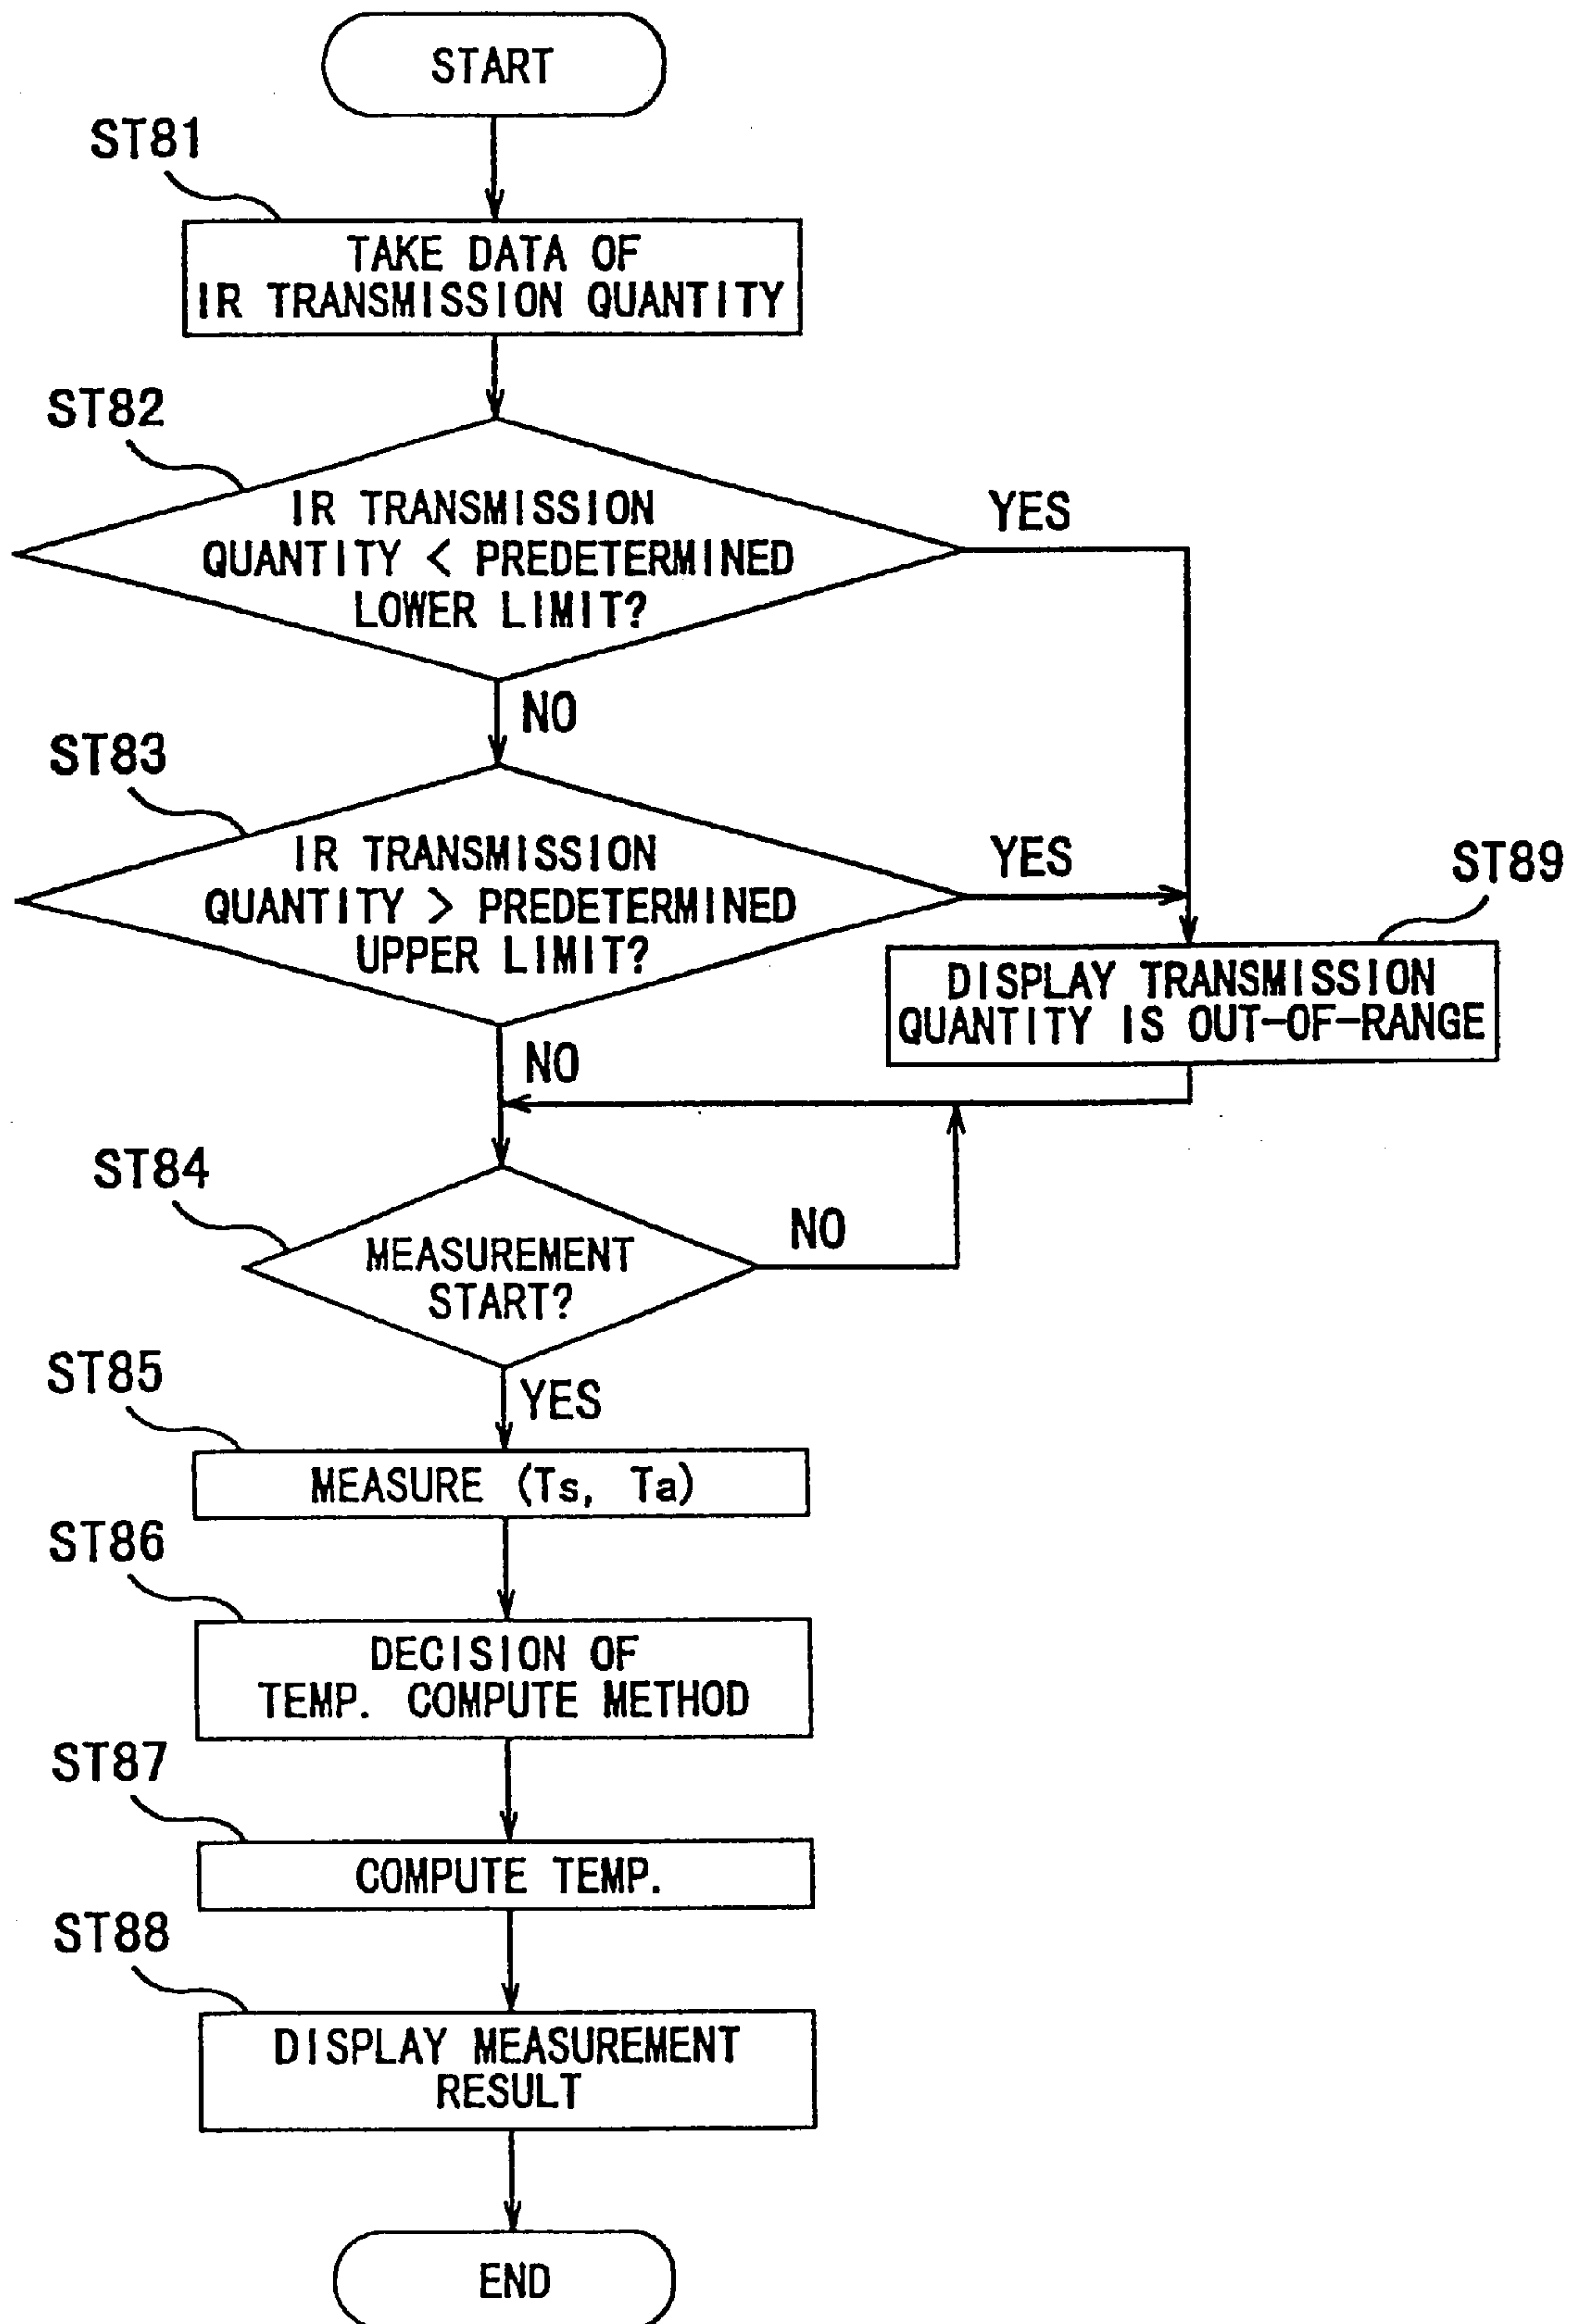 START
ST81
TAKE DATA OF
IR TRANSMISSION QUANTITY
ST82
IR TRANSMISSION
QUANTITY < PREDETERMINED
LOWER LIMIT?
YES
NO
ST83
IR TRANSMISSION
QUANTITY > PREDETERMINED
UPPER LIMIT?
YES
ST89
DISPLAY TRANSMISSION
QUANTITY IS OUT-OF-RANGE
NO
ST84
MEASUREMENT
START?
NO
YES
ST85
MEASURE (Ts, Ta)
ST86
DECISION OF
TEMP. COMPUTE METHOD
ST87
COMPUTE TEMP.
ST88
DISPLAY MEASUREMENT
RESULT
END